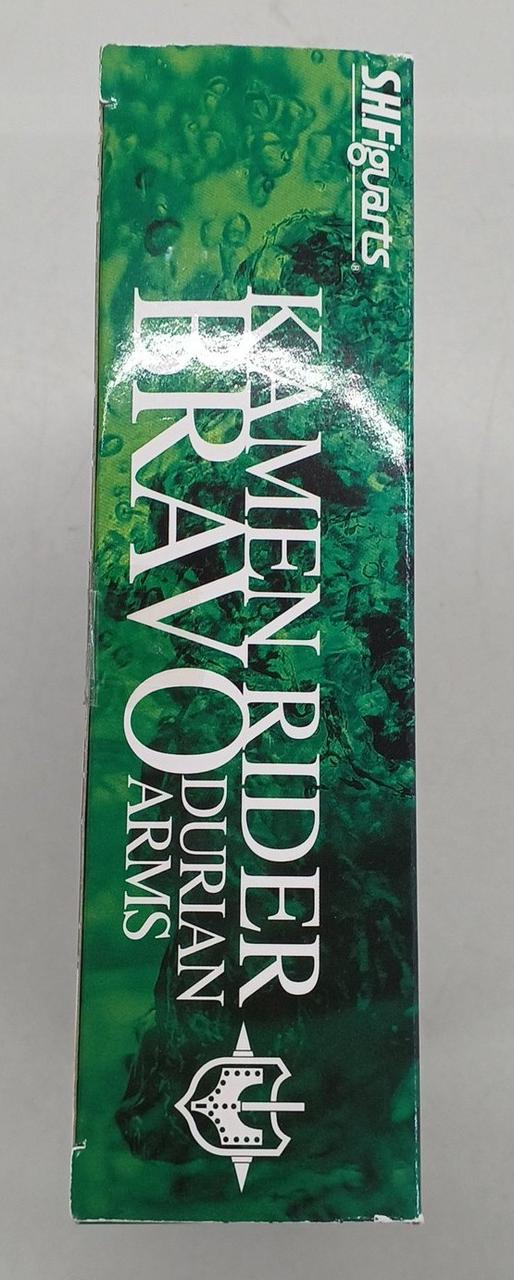 S.H.Figuarts®
KAMEN RIDER
BRAVO
DURIAN
ARMS